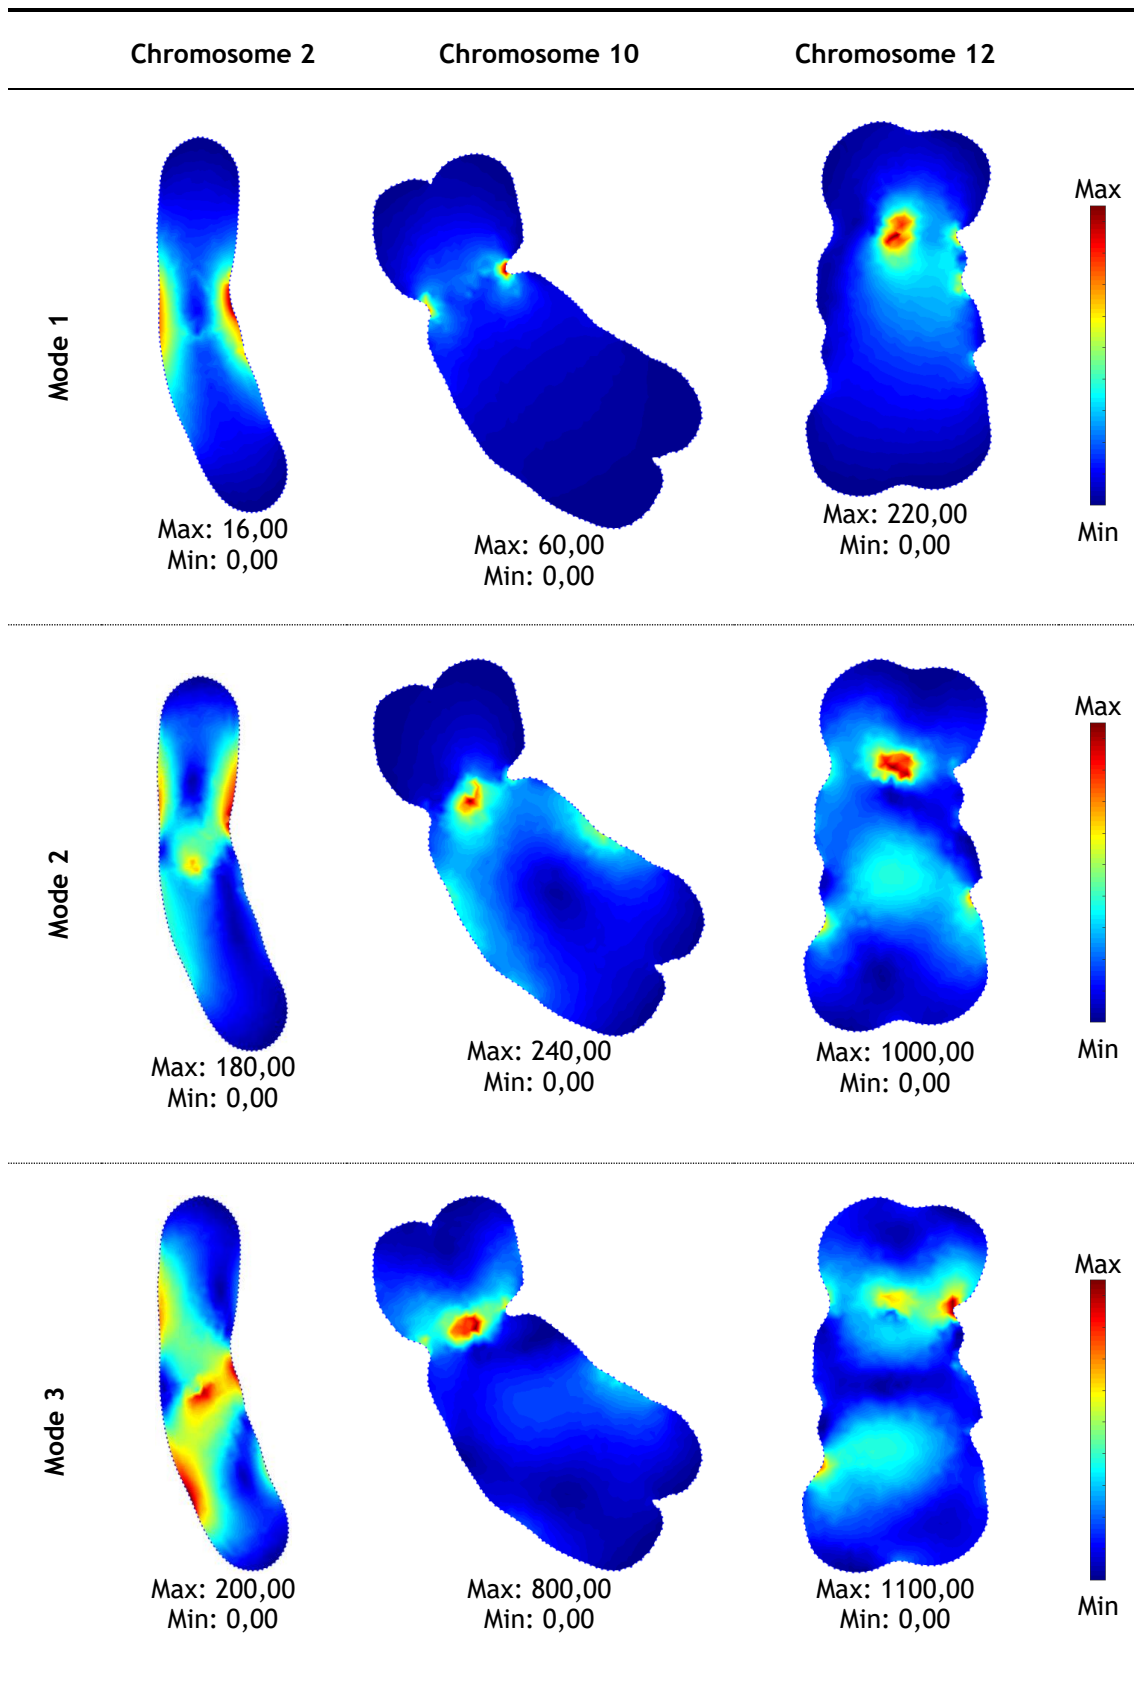 Chromosome 2 Chromosome 10 Chromosome 12
Mode 1
Max
Min
Max: 16,00
Min: 0,00
Max: 60,00
Min: 0,00
Max: 220,00
Min: 0,00
Mode 2
Max
Min
Max: 180,00
Min: 0,00
Max: 240,00
Min: 0,00
Max: 1000,00
Min: 0,00
Mode 3
Max
Min
Max: 200,00
Min: 0,00
Max: 800,00
Min: 0,00
Max: 1100,00
Min: 0,00